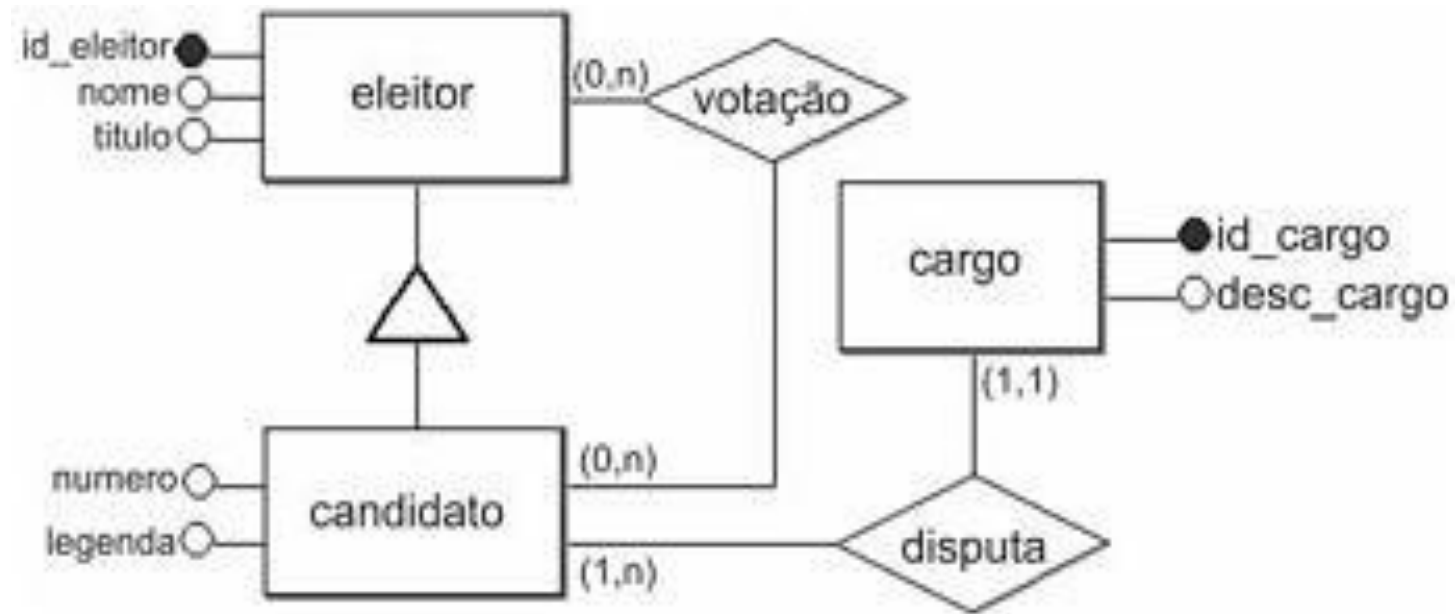 id_eleitor
nome
titulo
eleitor
(0,n)
votação
cargo
id_cargo
desc_cargo
(1,1)
numero
legenda
candidato
(0,n)
(1,n)
disputa